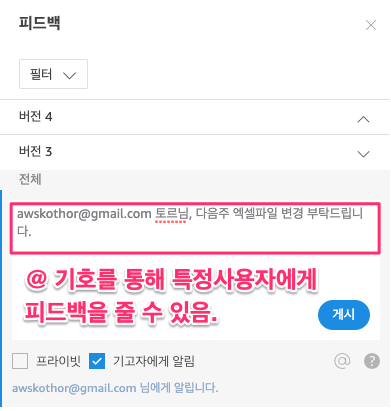 피드백
필터
버전 4
버전 3
전체
awskothor@gmail.com 토르님, 다음주 엑셀파일 변경 부탁드립니
다.
@ 기호를 통해 특정사용자에게
피드백을 줄 수 있음.
게시
프라이빗 기고자에게 알림 @ ?
awskothor@gmail.com 님에게 알립니다.